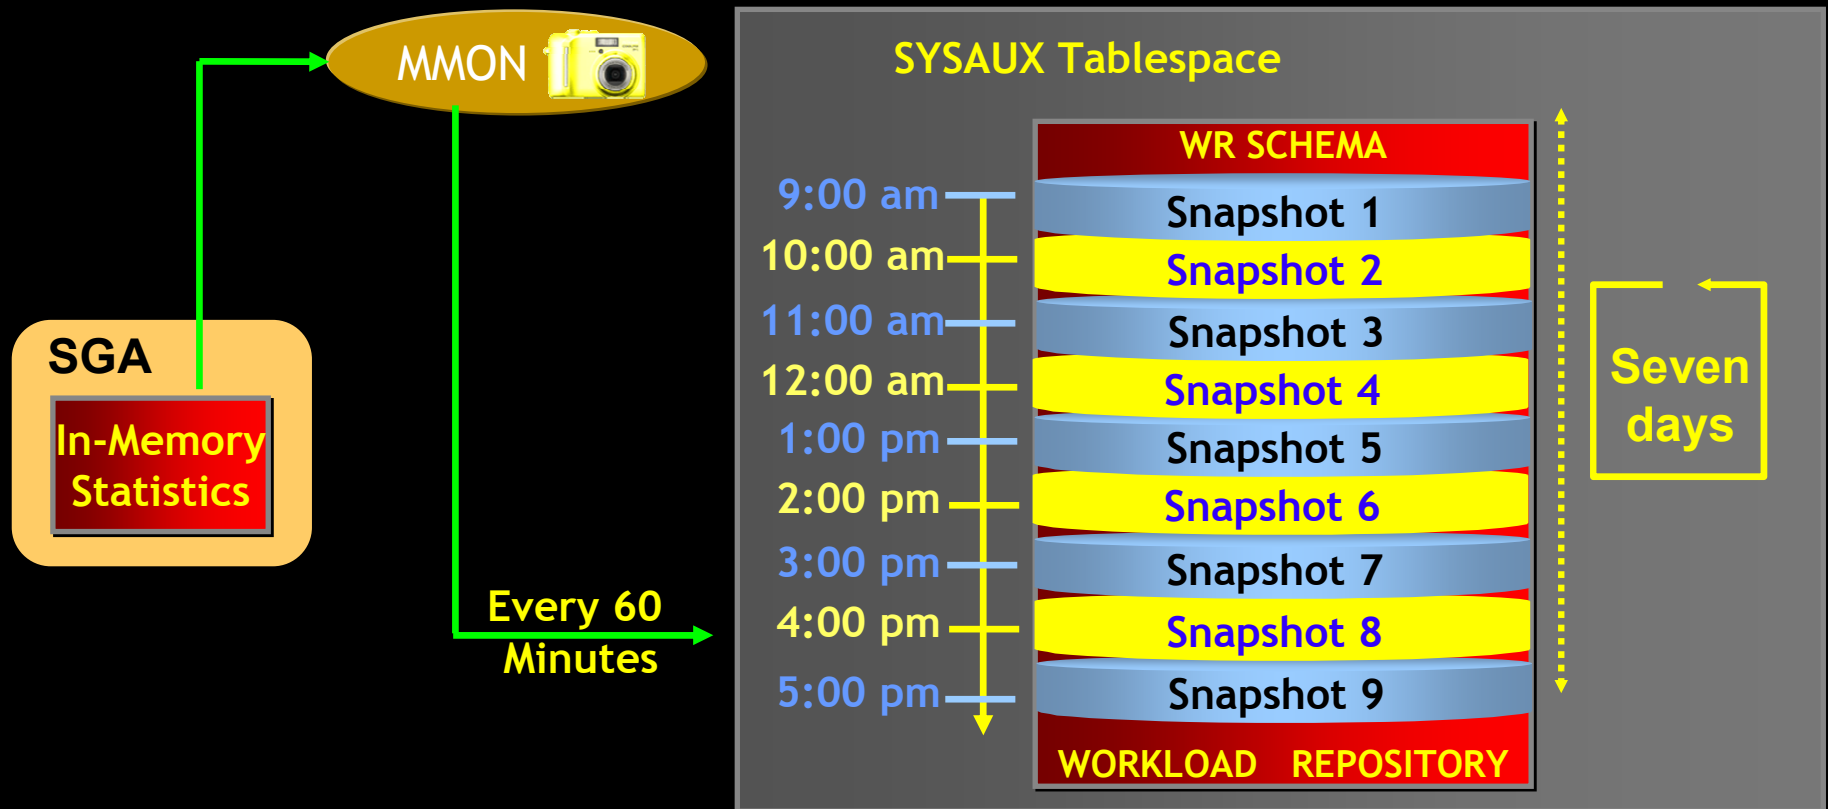 MMON
SYSAUX Tablespace
WR SCHEMA
9:00 am
Snapshot 1
10:00 am
Snapshot 2
11:00 am
Snapshot 3
12:00 am
Snapshot 4
1:00 pm
Snapshot 5
2:00 pm
Snapshot 6
3:00 pm
Snapshot 7
4:00 pm
Snapshot 8
5:00 pm
Snapshot 9
WORKLOAD REPOSITORY
Seven
days
SGA
In-Memory
Statistics
Every 60
Minutes